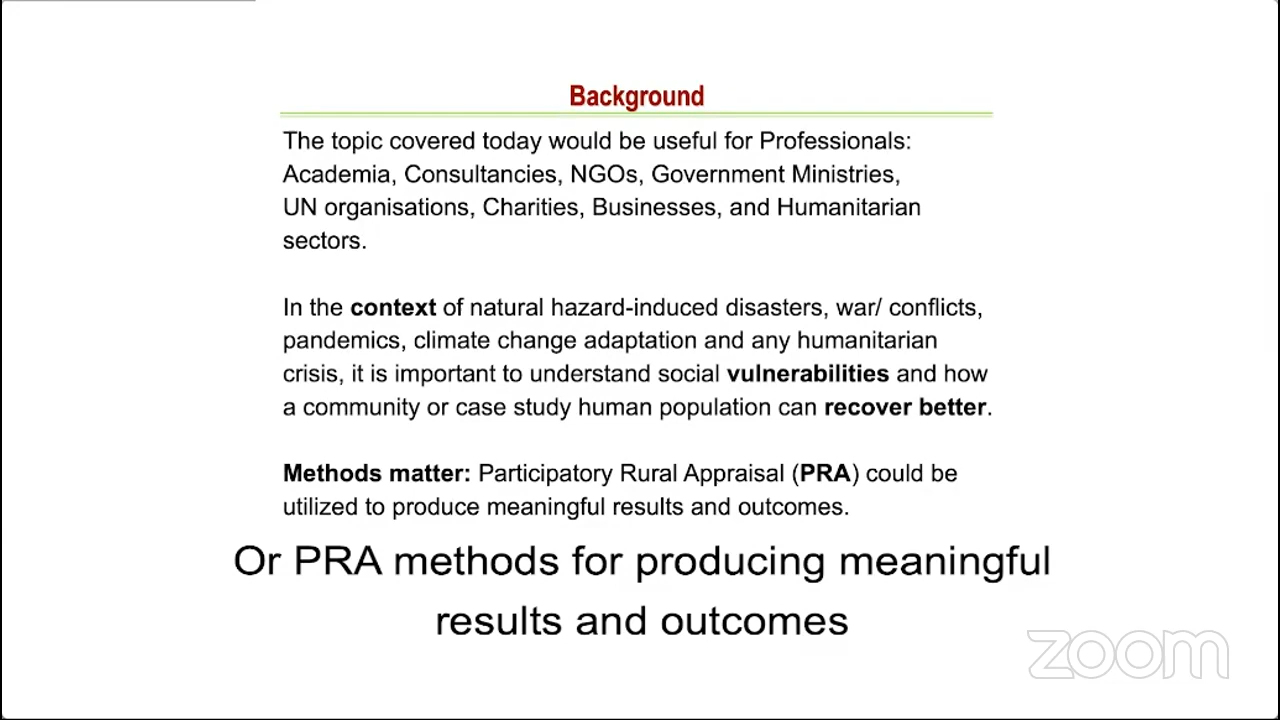 Background
The topic covered today would be useful for Professionals:
Academia, Consultancies, NGOs, Government Ministries,
UN organisations, Charities, Businesses, and Humanitarian
sectors.
In the context of natural hazard-induced disasters, war/ conflicts,
pandemics, climate change adaptation and any humanitarian
crisis, it is important to understand social vulnerabilities and how
a community or case study human population can recover better.
Methods matter: Participatory Rural Appraisal (PRA) could be
utilized to produce meaningful results and outcomes.
Or PRA methods for producing meaningful
results and outcomes
zoom